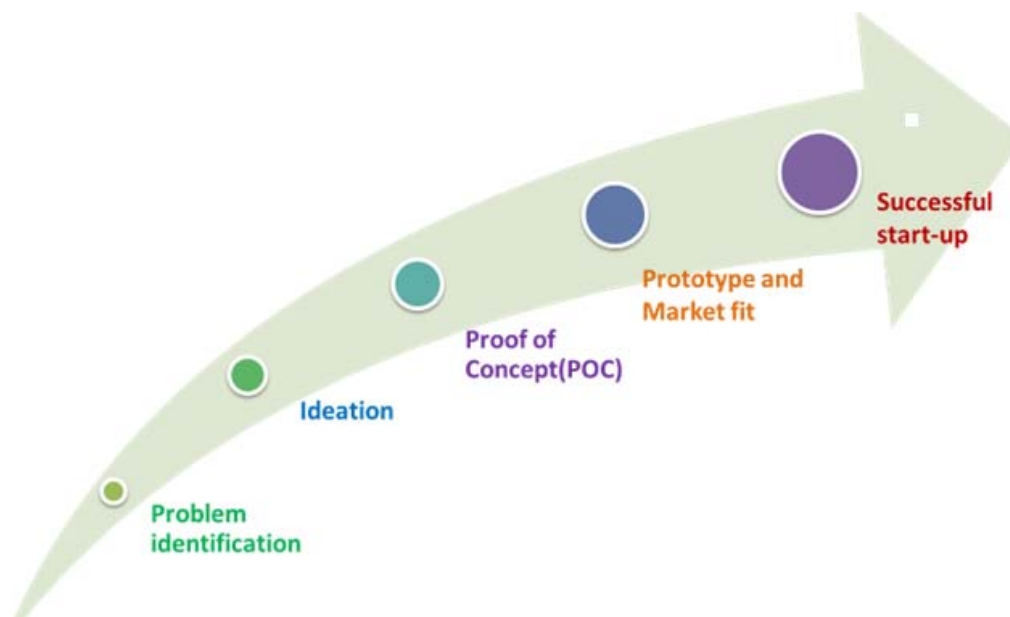 Successful
start-up
Prototype and
Market fit
Proof of
Concept(POC)
Ideation
Problem
identification